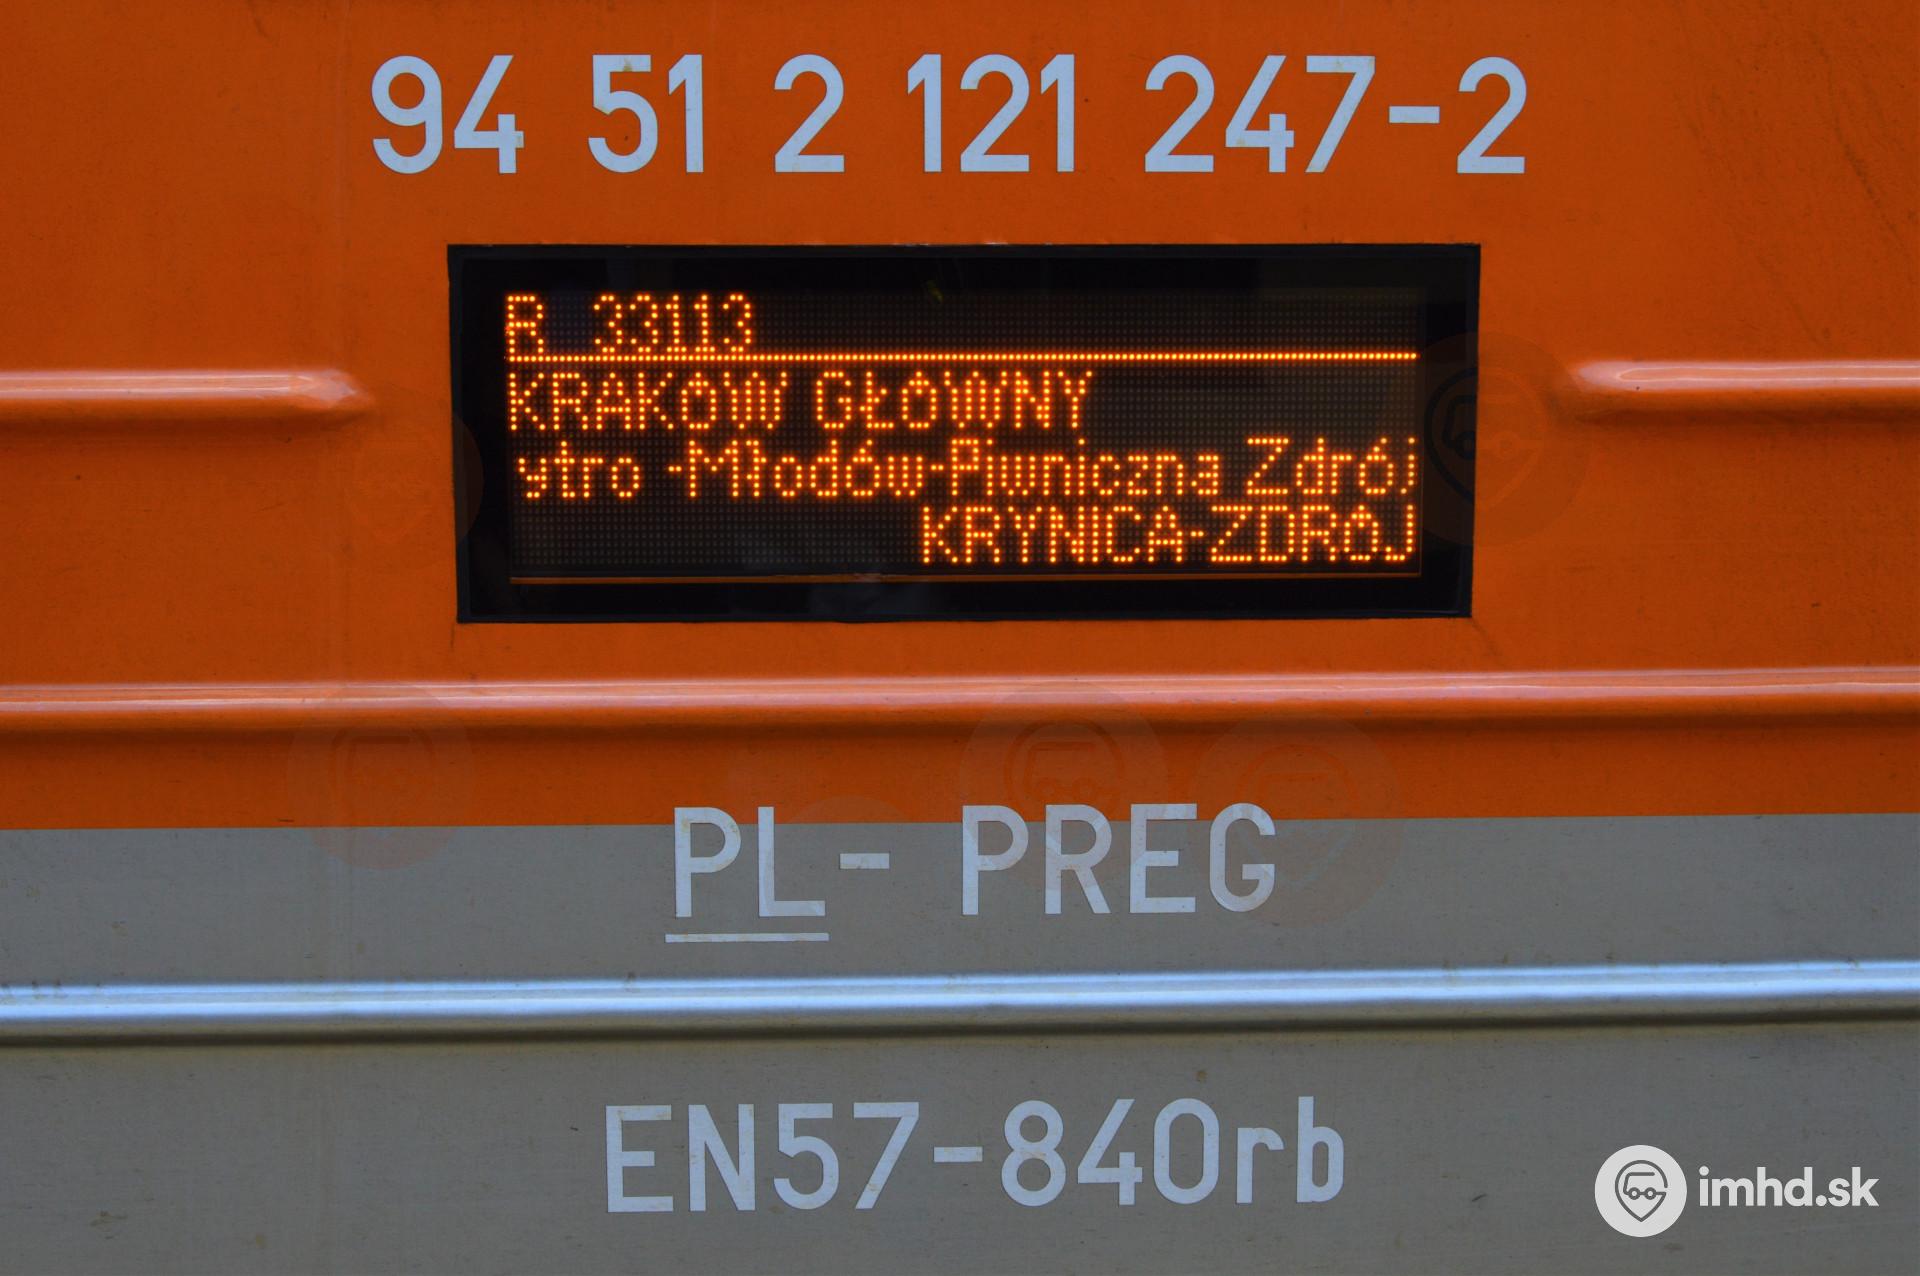 94 51 2 121 247-2
R 33113
KRAKÓW GŁÓWNY
ytro -Młodów-Piwniczna Zdrój
KRYNICA-ZDRÓJ
PL- PREG
EN57-840rb
imhd.sk